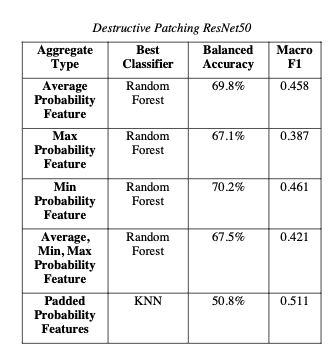 Destructive Patching ResNet50
Aggregate Type Best Classifier Balanced Accuracy Macro F1
Average Probability Feature Random Forest 69.8% 0.458
Max Probability Feature Random Forest 67.1% 0.387
Min Probability Feature Random Forest 70.2% 0.461
Average, Min, Max Probability Feature Random Forest 67.5% 0.421
Padded Probability Features KNN 50.8% 0.511